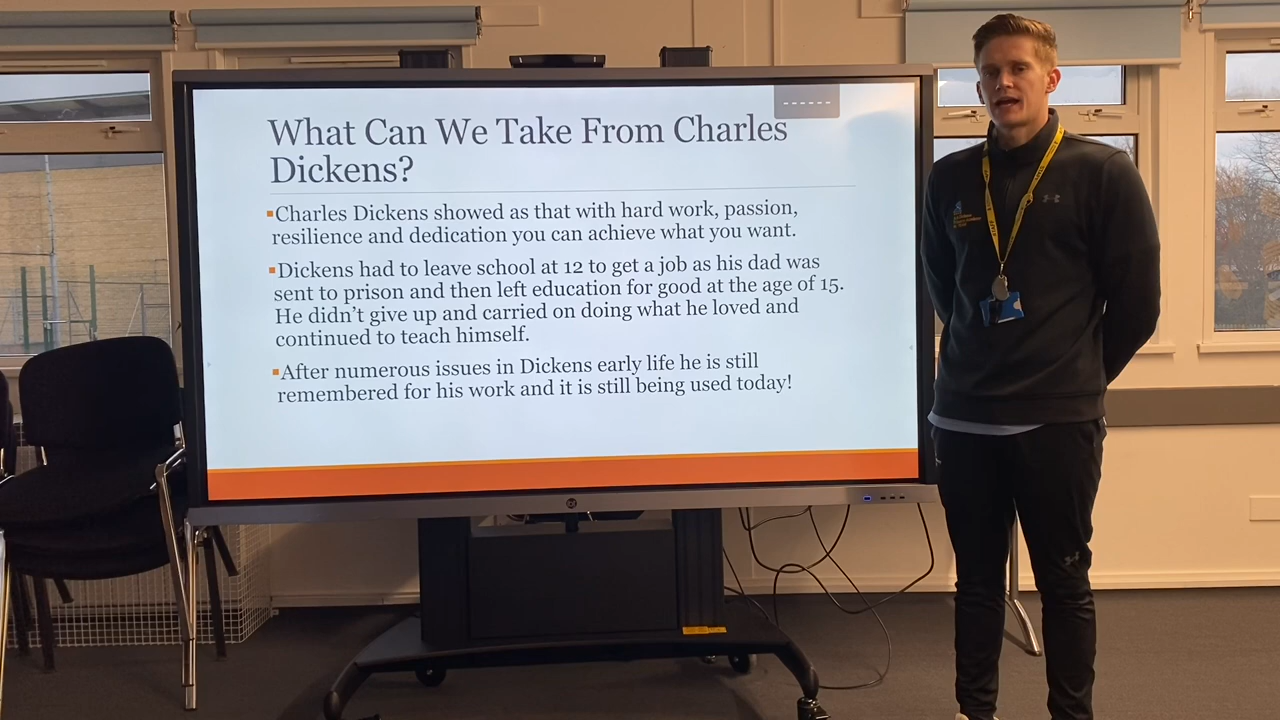 What Can We Take From Charles
Dickens?
Charles Dickens showed as that with hard work, passion,
resilience and dedication you can achieve what you want.
Dickens had to leave school at 12 to get a job as his dad was
sent to prison and then left education for good at the age of 15.
He didn't give up and carried on doing what he loved and
continued to teach himself.
After numerous issues in Dickens early life he is still
remembered for his work and it is still being used today!